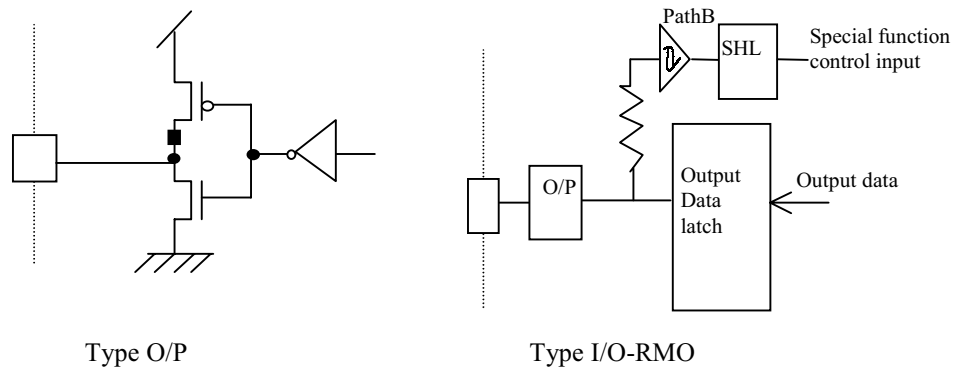 PathB
SHL
Special function
control input
O/P
Output
Data
latch
Output data
Type O/P
Type I/O-RMO